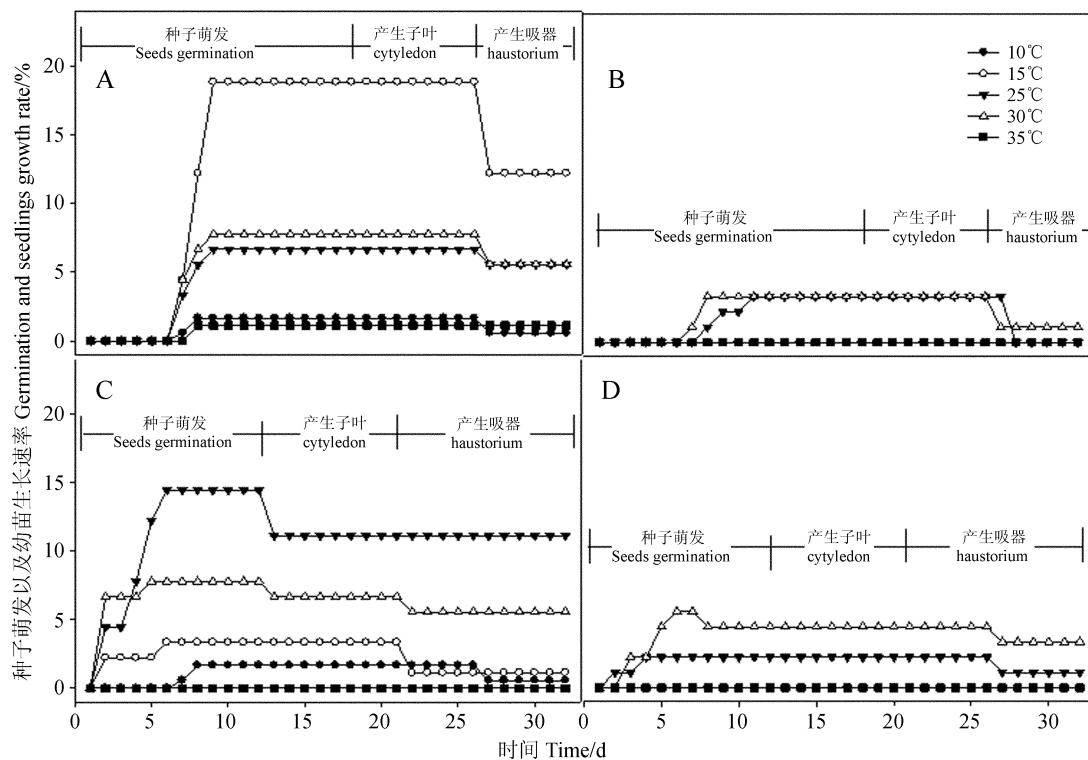 种子萌发以及幼苗生长速率 Germination and seedlings growth rate/%
A
种子萌发
Seeds germination
产生子叶
cytyledon
产生吸器
haustorium
20
15
10
5
0
B
10℃
15℃
25℃
30℃
35℃
种子萌发
Seeds germination
产生子叶
cytyledon
产生吸器
haustorium
C
种子萌发
Seeds germination
产生子叶
cytyledon
产生吸器
haustorium
20
15
10
5
0
0
5
10
15
20
25
30
D
种子萌发
Seeds germination
产生子叶
cytyledon
产生吸器
haustorium
0
5
10
15
20
25
30
时间 Time/d